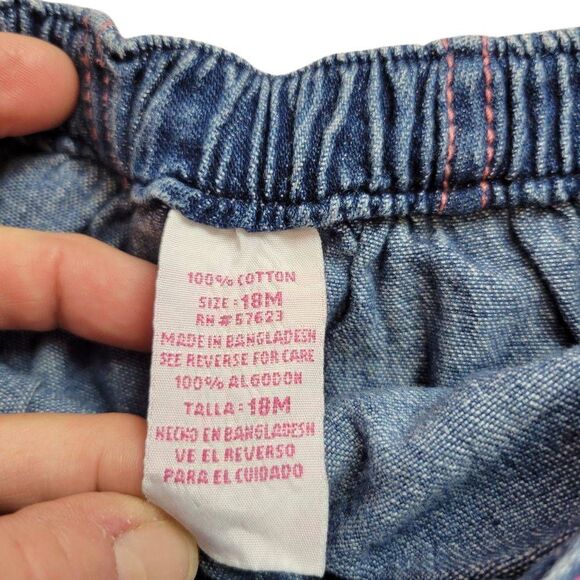 100% COTTON
SIZE : 18M
RN # 57623
MADE IN BANGLADESH
SEE REVERSE FOR CARE
100% ALGODON
TALLA : 18M
HECHO EN BANGLADESH
VE EL REVERSO
PARA EL CUIDADO